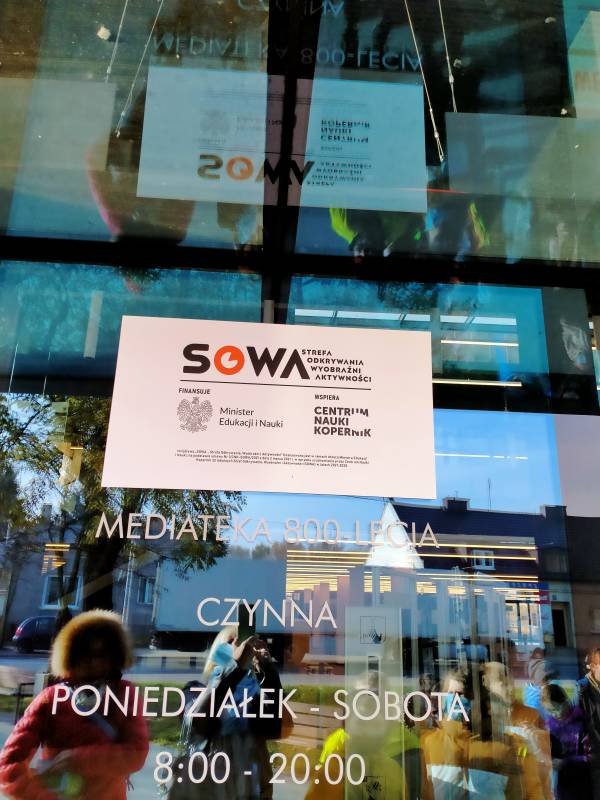 SOWA
STREFA
ODKRYWANIA
WYOBRAŹNI
AKTYWNOŚCI
FINANSUJE
Minister
Edukacji i Nauki
WSPIERA
CENTRUM
NAUKI
KOPERNIK
MEDIATEKA 800-LECIA
CZYNNA
PONIEDZIAŁEK - SOBOTA
8:00 - 20:00